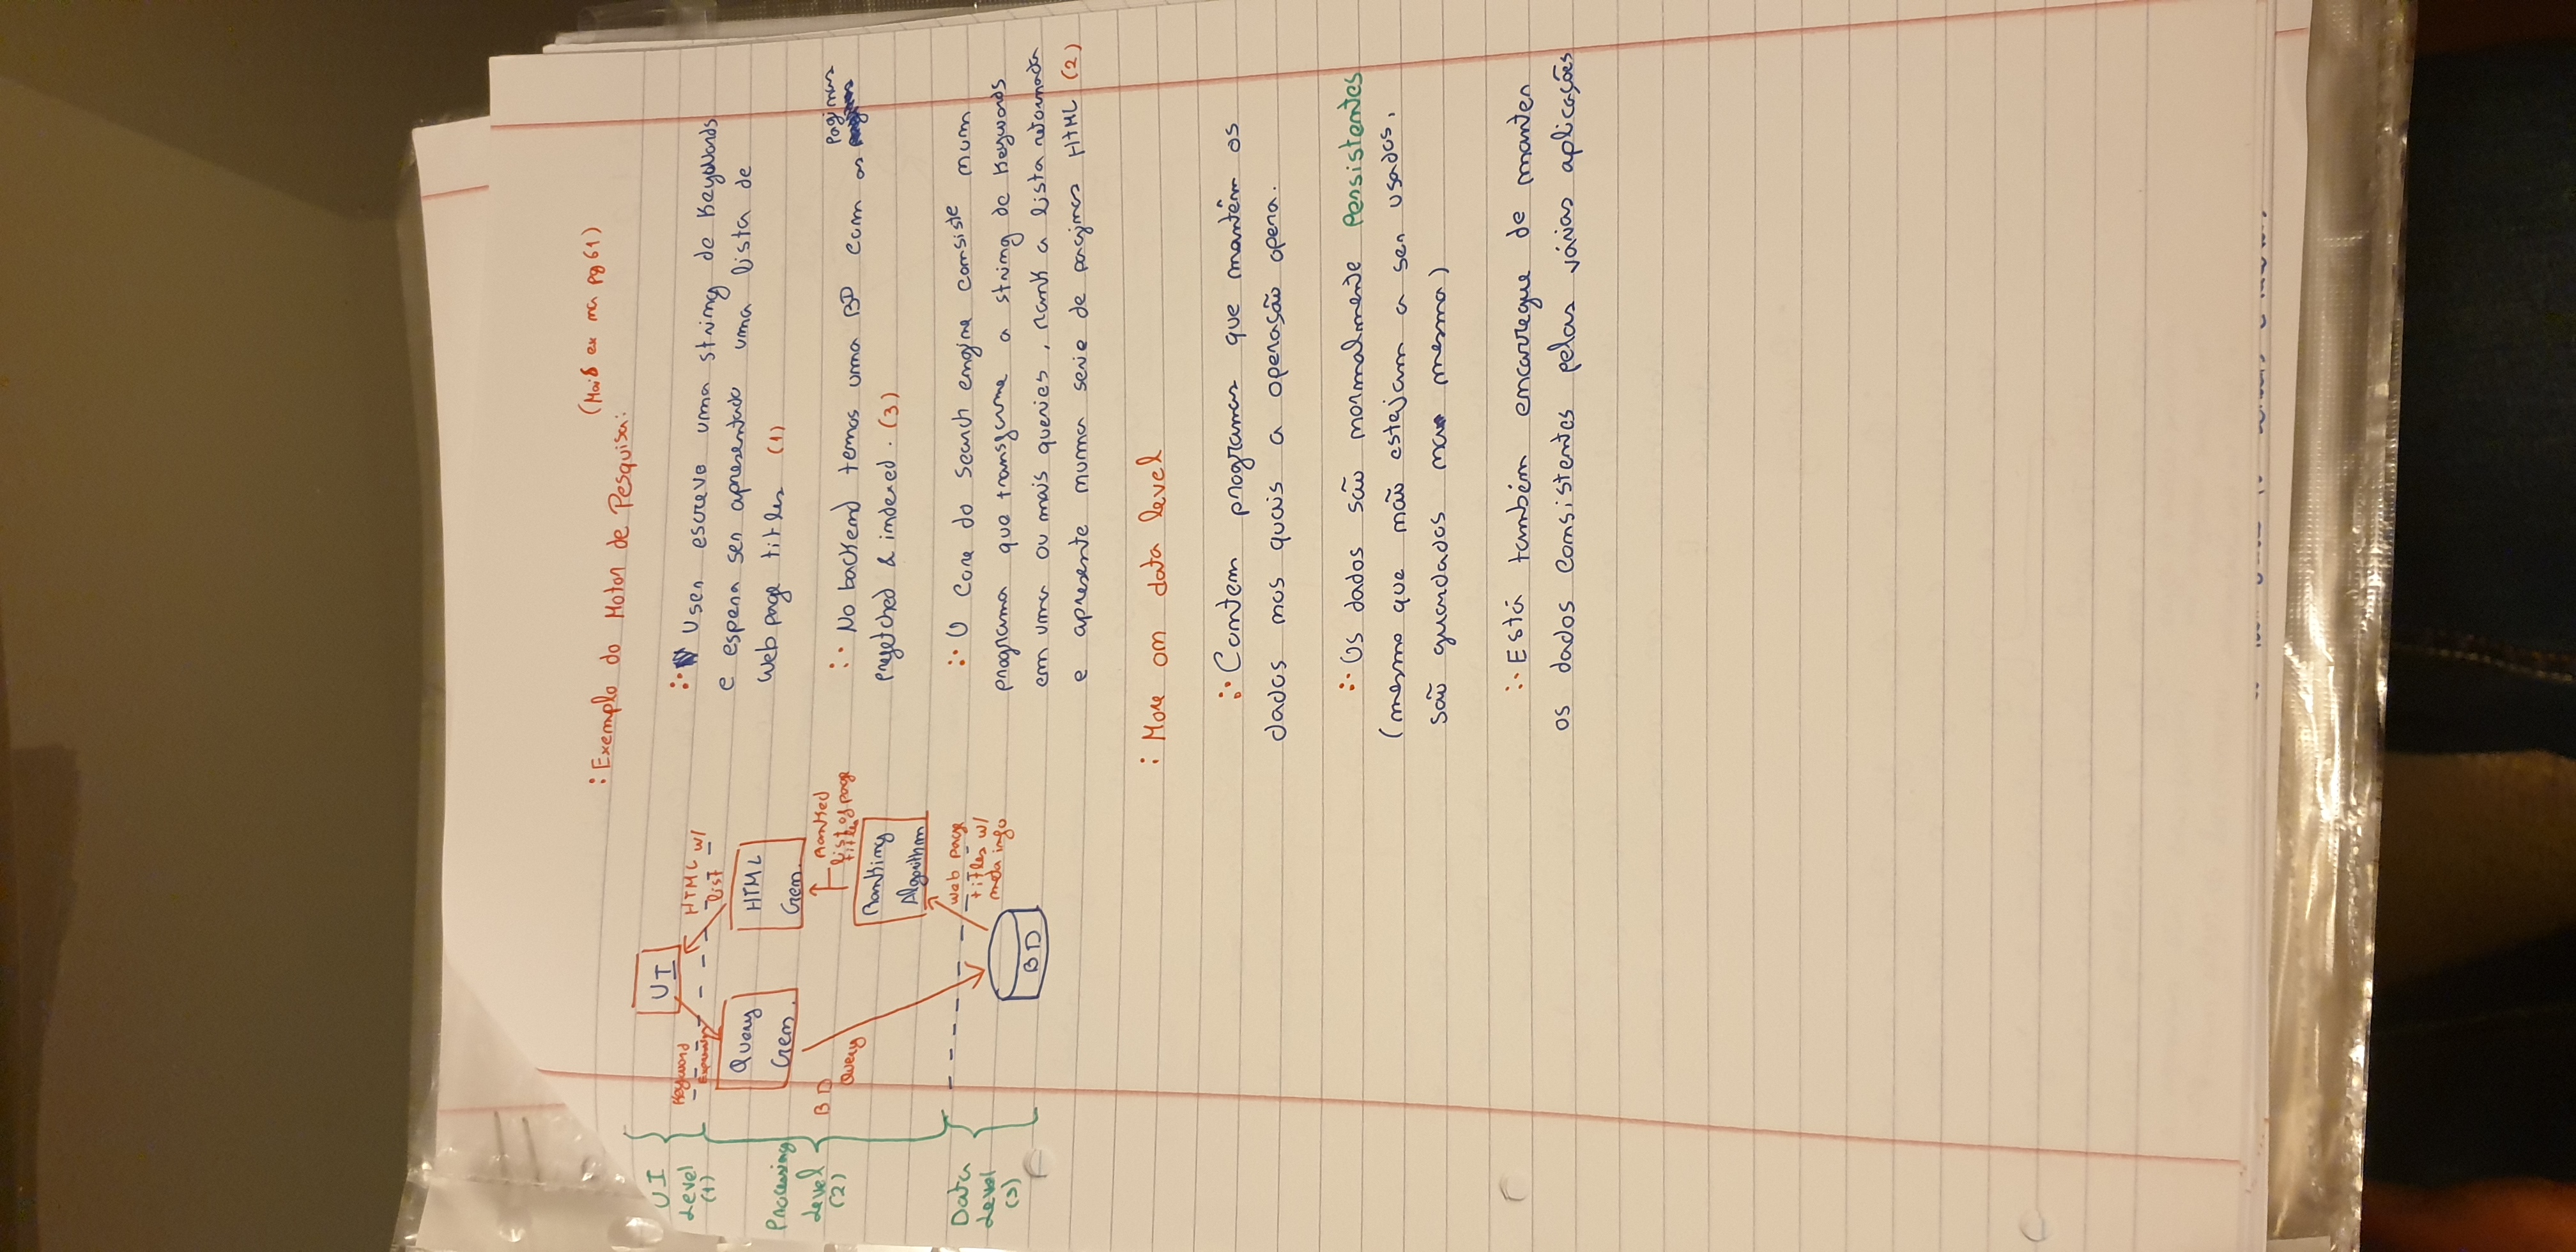 (Mais ex na pg 61)
: Exemplo do Motor de Pesquisa:
UI
Level
(1)
UI
Keyword
HTML w/
list
Query
Gen.
HTML
Gen.
Processing
Level
(2)
BD
Query
Ranked
list of page
titles
Ranking
Algorithm
Data
Level
(3)
web page
titles w/
meta info
BD
∴ User escreve uma string de Keywords
e espera ser apresentado uma lista de
web page titles (1)
paginas
∴ No backend temos uma BD com as
prefetched & indexed. (3)
∴ O Core do search engine consiste num
programa que transforme a string de Keywords
em uma ou mais queries, rank a lista retornada
e apresente numa serie de paginas HTML (2)
: More on data level
∴ Contem programas que mantêm os
dados nos quais a operação opera.
∴ Os dados são normalmente Persistentes
(mesmo que não estejam a ser usados,
são guardados na mesma)
∴ Está também encarregue de manter
os dados consistentes pelas várias aplicações